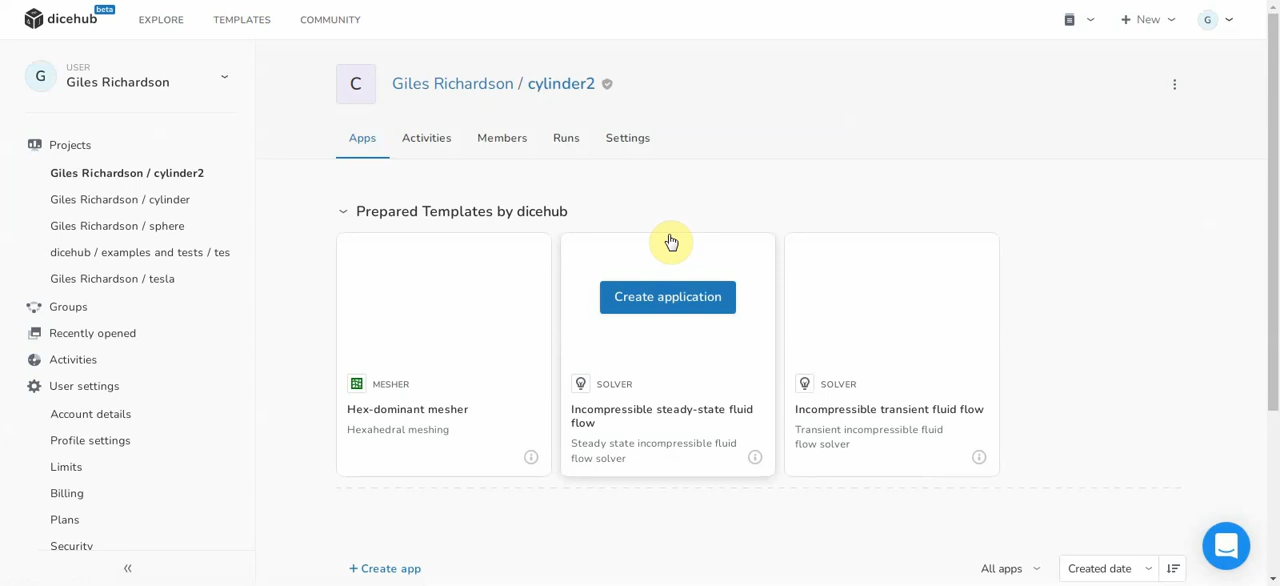 dicehub beta
EXPLORE
TEMPLATES
COMMUNITY
New
G
G
USER
Giles Richardson
Projects
Giles Richardson / cylinder2
Giles Richardson / cylinder
Giles Richardson / sphere
dicehub / examples and tests / tes
Giles Richardson / tesla
Groups
Recently opened
Activities
User settings
Account details
Profile settings
Limits
Billing
Plans
Security
C
Giles Richardson / cylinder2
Apps
Activities
Members
Runs
Settings
Prepared Templates by dicehub
MESHER
Hex-dominant mesher
Hexahedral meshing
Create application
SOLVER
Incompressible steady-state fluid
flow
Steady state incompressible fluid
flow solver
SOLVER
Incompressible transient fluid flow
Transient incompressible fluid
flow solver
+ Create app
All apps
Created date